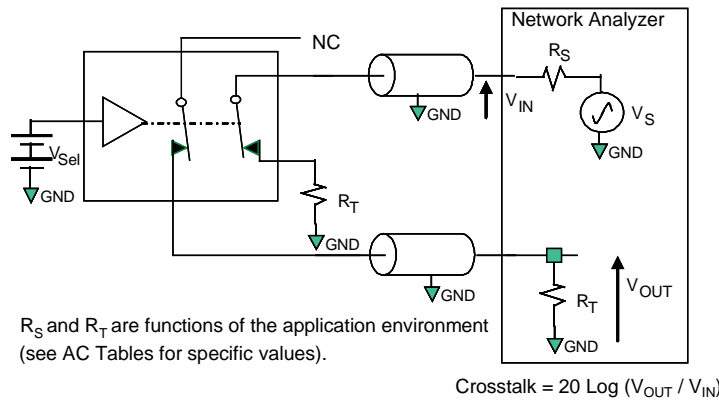 Network Analyzer
NC
R_S
V_IN
V_S
GND
GND
V_Sel
GND
R_T
GND
GND
V_OUT
R_T
GND
R_S and R_T are functions of the application environment
(see AC Tables for specific values).
Crosstalk = 20 Log (V_OUT / V_IN)